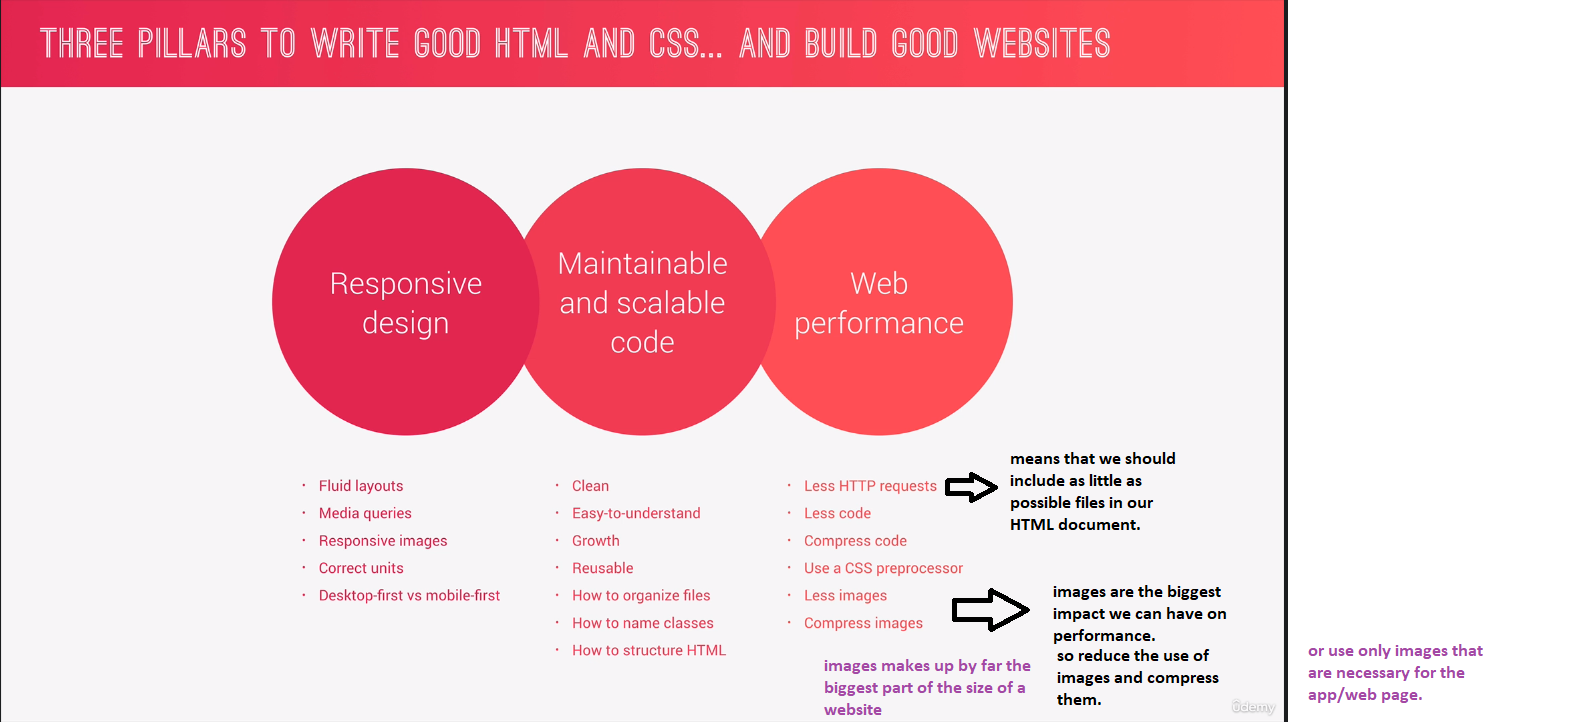 THREE PILLARS TO WRITE GOOD HTML AND CSS... AND BUILD GOOD WEBSITES
Responsive
design
Maintainable
and scalable
code
Web
performance
· Fluid layouts
· Media queries
· Responsive images
· Correct units
· Desktop-first vs mobile-first
· Clean
· Easy-to-understand
· Growth
· Reusable
· How to organize files
· How to name classes
· How to structure HTML
· Less HTTP requests
· Less code
· Compress code
· Use a CSS preprocessor
· Less images
· Compress images
means that we should
include as little as
possible files in our
HTML document.
images are the biggest
impact we can have on
performance.
so reduce the use of
images and compress
them.
images makes up by far the
biggest part of the size of a
website
or use only images that
are necessary for the
app/web page.
ûdemy